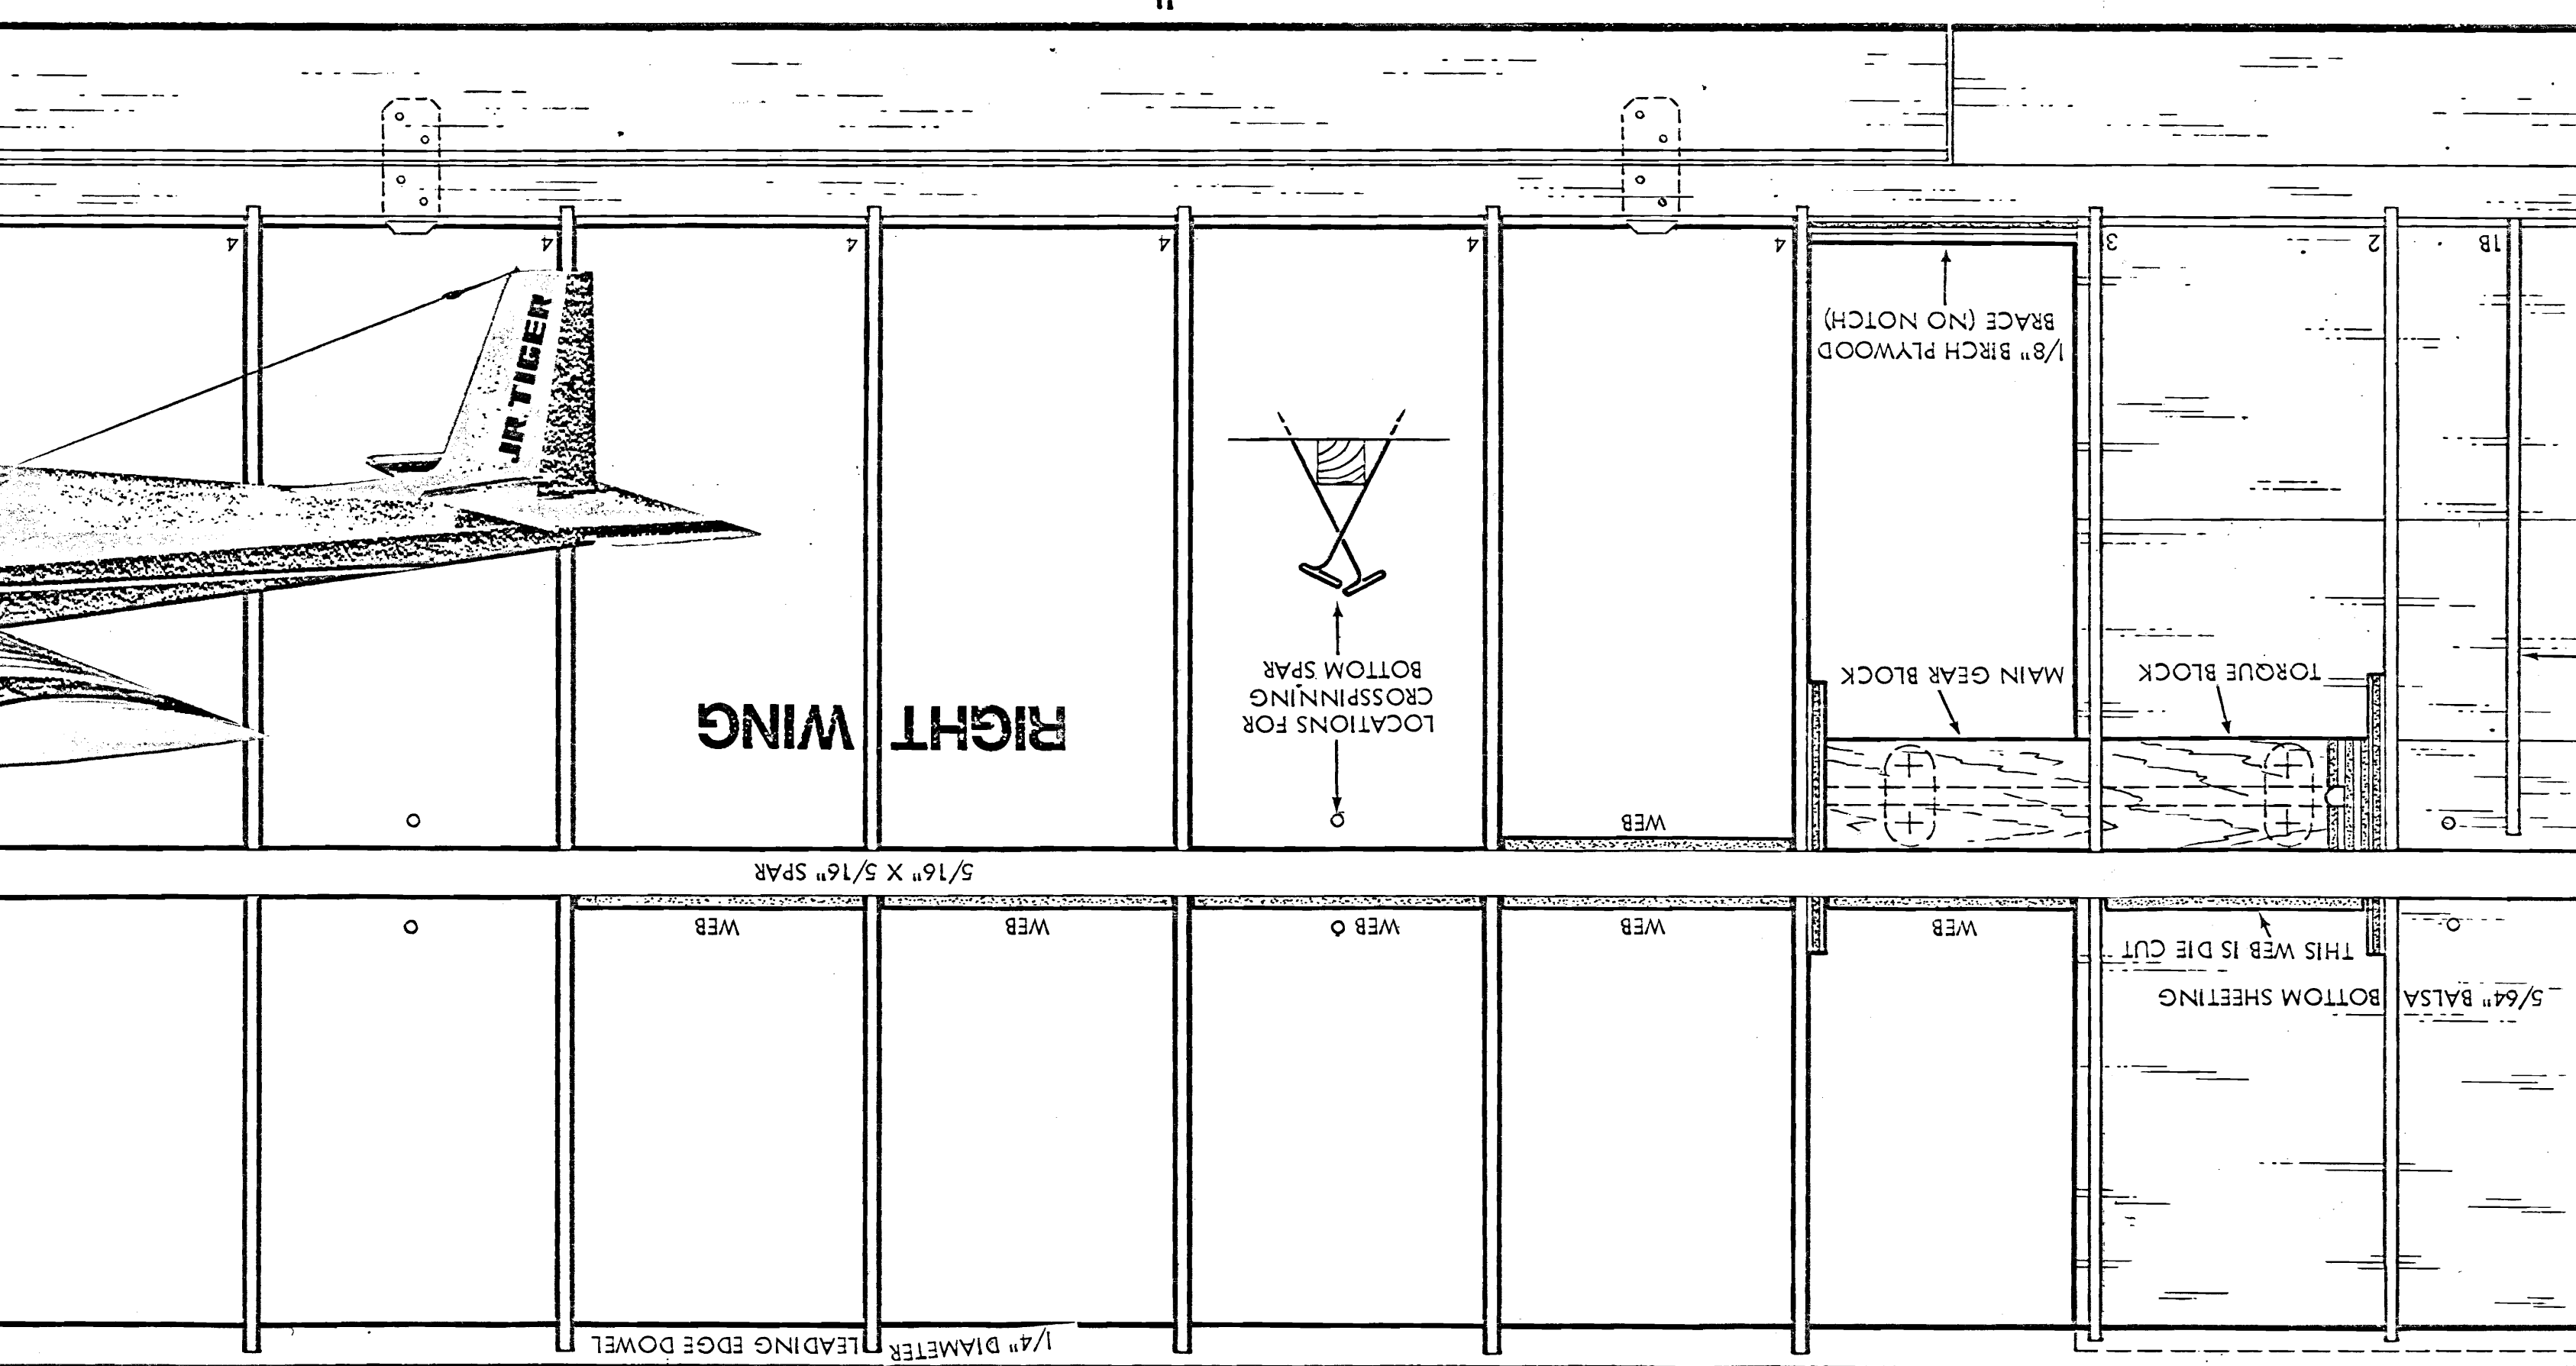 1/4" DIAMETER LEADING EDGE DOWEL
5/64" BALSA BOTTOM SHEETING
THIS WEB IS DIE CUT
WEB
WEB
WEB
WEB
WEB
5/16" X 5/16" SPAR
WEB
TORQUE BLOCK
MAIN GEAR BLOCK
LOCATIONS FOR
CROSSPINNING
BOTTOM SPAR
RIGHT WING
JR. TIGER
1/8" BIRCH PLYWOOD
BRACE (NO NOTCH)
1B
2
3
4
4
4
4
4
4